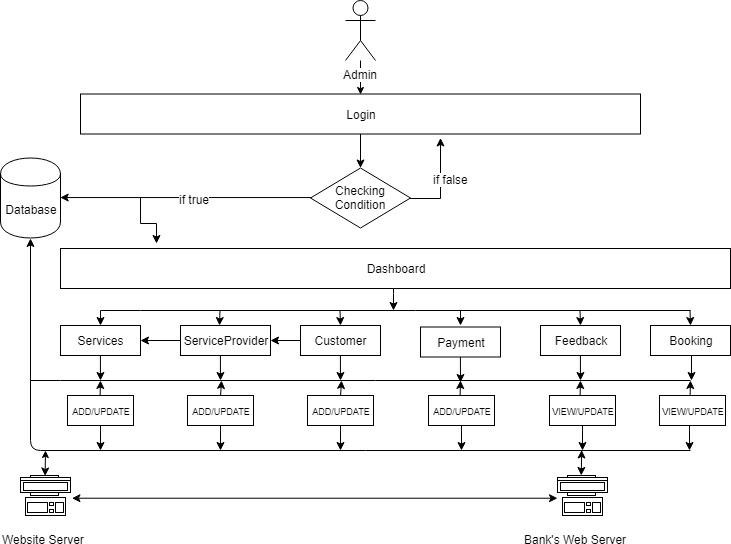 Admin
Login
Checking
Condition
if false
if true
Database
Dashboard
Services
ServiceProvider
Customer
Payment
Feedback
Booking
ADD/UPDATE
ADD/UPDATE
ADD/UPDATE
ADD/UPDATE
VIEW/UPDATE
VIEW/UPDATE
Website Server
Bank's Web Server